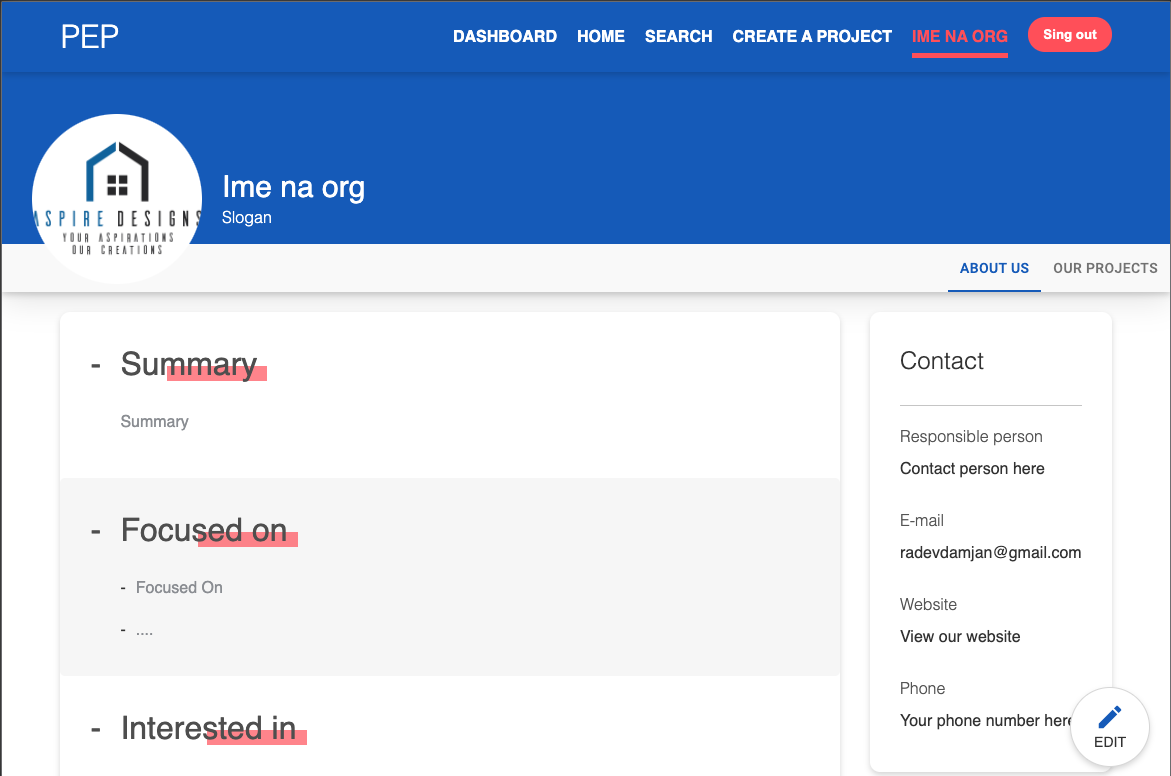 PEP
DASHBOARD HOME SEARCH CREATE A PROJECT IME NA ORG Sing out
ASPIRE DESIGNS
YOUR ASPIRATIONS
OUR CREATIONS
Ime na org
Slogan
ABOUT US OUR PROJECTS
- Summary
Summary
- Focused on
- Focused On
- ....
- Interested in
Contact
Responsible person
Contact person here
E-mail
radevdamjan@gmail.com
Website
View our website
Phone
Your phone number here
EDIT